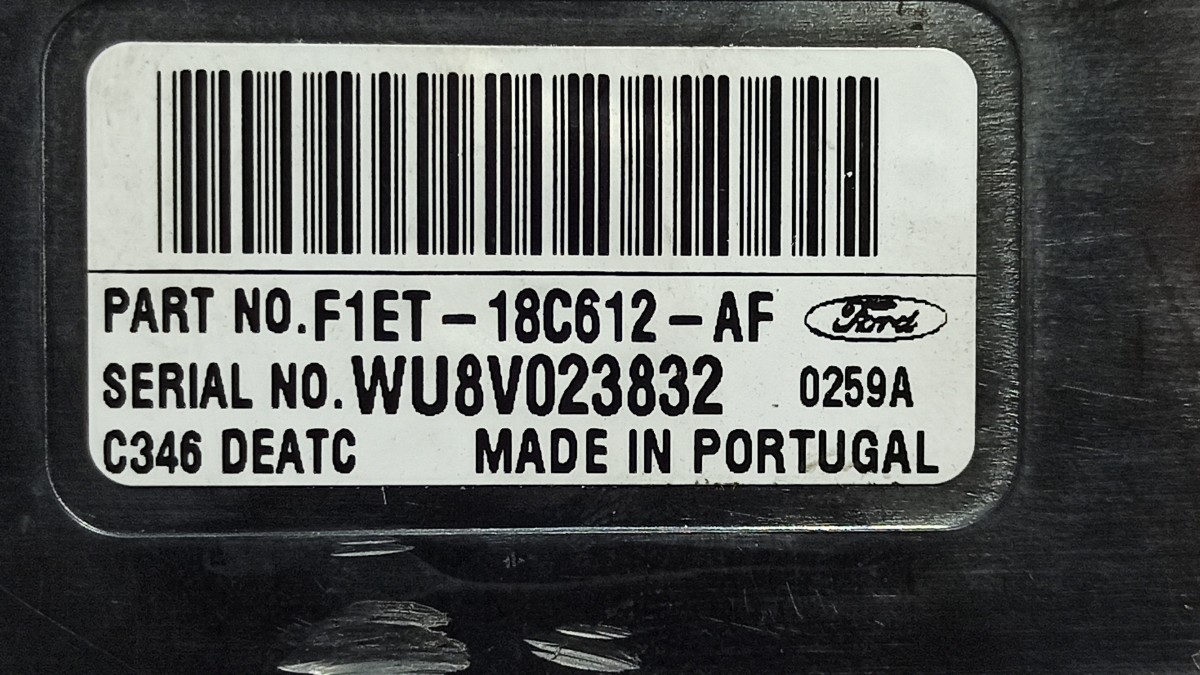 PART NO. F1ET-18C612-AF Ford
SERIAL NO. WU8V023832 0259A
C346 DEATC MADE IN PORTUGAL